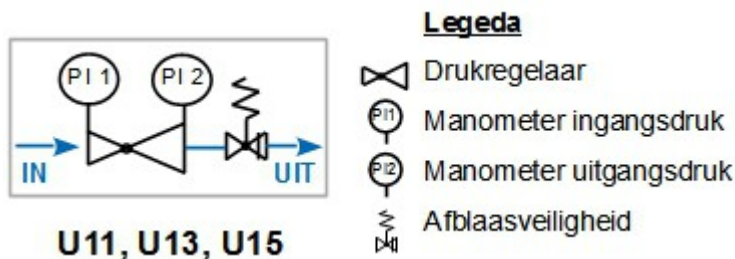 PI 1
PI 2
IN
UIT
U11, U13, U15
Legeda
Drukregelaar
PI1 Manometer ingangsdruk
PI2 Manometer uitgangsdruk
Afblaasveiligheid